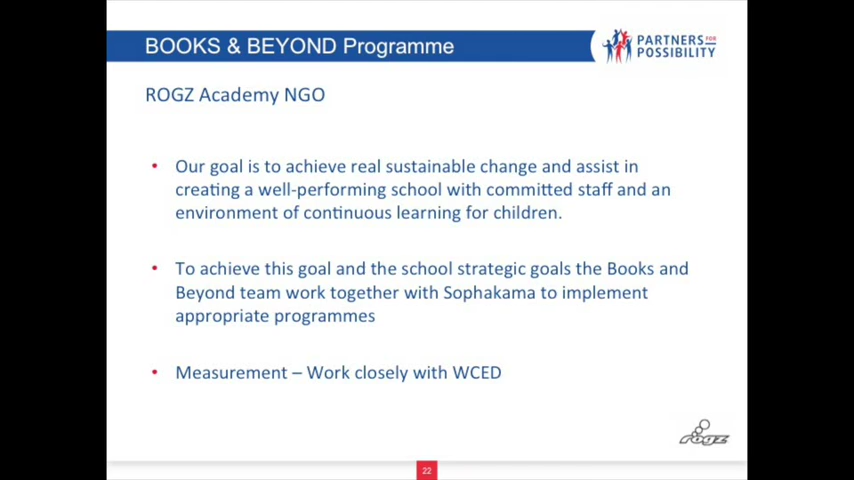 BOOKS & BEYOND Programme
PARTNERS FOR
POSSIBILITY
ROGZ Academy NGO
• Our goal is to achieve real sustainable change and assist in
creating a well-performing school with committed staff and an
environment of continuous learning for children.
• To achieve this goal and the school strategic goals the Books and
Beyond team work together with Sophakama to implement
appropriate programmes
• Measurement – Work closely with WCED
rogz
22